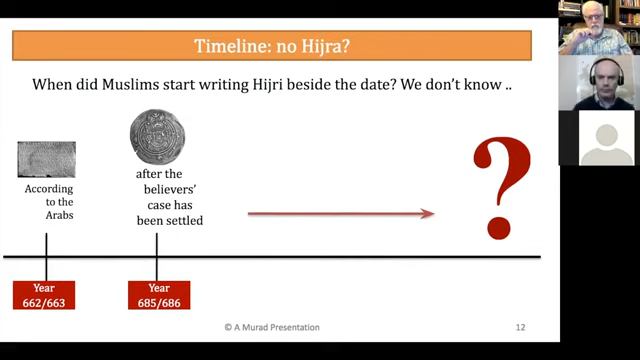 Timeline: no Hijra?
When did Muslims start writing Hijri beside the date? We don't know ..
According
to the
Arabs
after the
believers'
case has
been settled
?
Year
662/663
Year
685/686
© A Murad Presentation
12